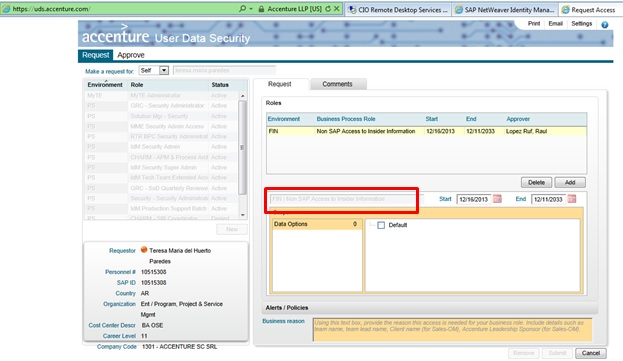 https://uds.accenture.com/
Accenture LLP [US]
CIO Remote Desktop Services ...
SAP NetWeaver Identity Mana...
Request Access
Print Email Settings
accenture User Data Security
Request Approve
Make a request for: Self
Environment Role Status
MyTE MyTE Administrator Active
PS GRC - Security Administrator Active
PS Solution Mgr - Security Active
PS MME Security Admin Access Active
PS RTR BPC Security Administrat Active
PS MM Security Admin Active
PS CHARM - APM & Process Acti Active
PS MM Security Super Admin Active
PS MM Tech Team Extended Acce Active
PS GRC - SoD Quarterly Reviewer Active
PS Security - Security Administrat Active
PS MM Production Support Batch Active
PS CHARM - SIR Coordinator
New
Requestor Teresa Maria del Huerto
Paredes
Personnel # 10515308
SAP ID 10515308
Country AR
Organization Ent / Program, Project & Service
Mgmt
Cost Center Descr BA OSE
Career Level 11
Company Code 1301 - ACCENTURE SC SRL
Request Comments
Roles
Environment Business Process Role Start End Approver
FIN Non SAP Access to Insider Information 12/16/2013 12/11/2033 Lopez Ruf, Raul
Delete Add
FIN / Non SAP Access to Insider Information Start 12/16/2013 End 12/11/2033
Data Options 0
Default
Alerts / Policies
Business reason Using this text box, provide the reason this access is needed for your business role. Include details such as
team name, team lead name, Client name (for Sales-OM), Accenture Leadership Sponsor (for Sales-OM).
Remove Submit Cancel